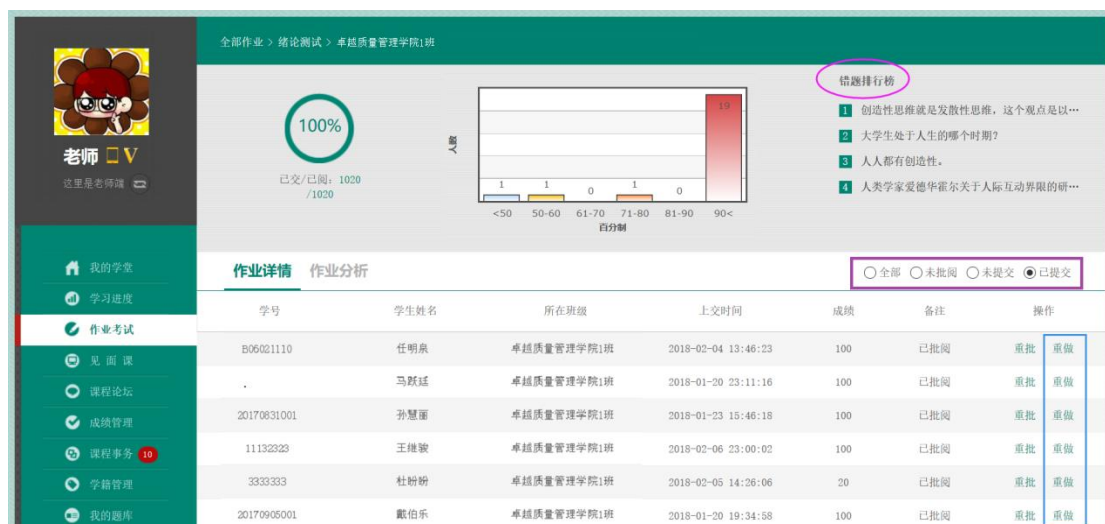 全部作业 > 绪论测试 > 卓越质量管理学院1班
老师 V
这里是老师端
100%
已交/已阅: 1020
/1020
人数
1 1 0 1 0 19
<50 50-60 61-70 71-80 81-90 90<
百分制
错题排行榜
1 创造性思维就是发散性思维,这个观点是以…
2 大学生处于人生的哪个时期?
3 人人都有创造性。
4 人类学家爱德华霍尔关于人际互动界限的研…
我的学堂
学习进度
作业考试
见面课
课程论坛
成绩管理
课程事务 10
学籍管理
我的题库
作业详情 作业分析
全部 未批阅 未提交 已提交
学号 学生姓名 所在班级 上交时间 成绩 备注 操作
B06021110 任明泉 卓越质量管理学院1班 2018-02-04 13:46:23 100 已批阅 重批 重做
. 马跃廷 卓越质量管理学院1班 2018-01-20 23:11:16 100 已批阅 重批 重做
20170831001 孙慧丽 卓越质量管理学院1班 2018-01-23 15:46:18 100 已批阅 重批 重做
11132323 王继骏 卓越质量管理学院1班 2018-02-06 23:00:02 100 已批阅 重批 重做
3333333 杜盼盼 卓越质量管理学院1班 2018-02-05 14:26:06 20 已批阅 重批 重做
20170905001 戴伯乐 卓越质量管理学院1班 2018-01-20 19:34:58 100 已批阅 重批 重做